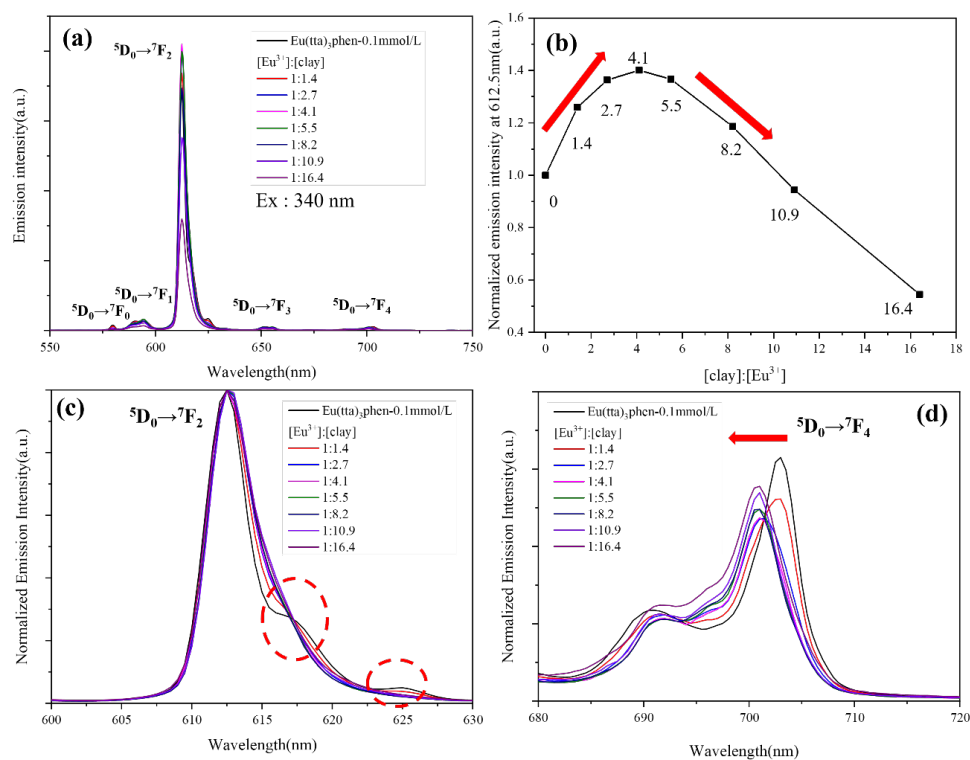 (a)
⁵D₀→⁷F₂
Eu(tta)₃phen-0.1mmol/L
[Eu³⁺]:[clay]
1:1.4
1:2.7
1:4.1
1:5.5
1:8.2
1:10.9
1:16.4
Ex : 340 nm
⁵D₀→⁷F₀
⁵D₀→⁷F₁
⁵D₀→⁷F₃
⁵D₀→⁷F₄
Emission intensity(a.u.)
550 600 650 700 750
Wavelength(nm)
(b)
Normalized emission intensity at 612.5nm(a.u.)
1.6
1.4
1.2
1.0
0.8
0.6
0.4
0
1.4
2.7
4.1
5.5
8.2
10.9
16.4
0 2 4 6 8 10 12 14 16 18
[clay]:[Eu³⁺]
(c)
⁵D₀→⁷F₂
Eu(tta)₃phen-0.1mmol/L
[Eu³⁺]:[clay]
1:1.4
1:2.7
1:4.1
1:5.5
1:8.2
1:10.9
1:16.4
Normalized Emission Intensity(a.u.)
600 605 610 615 620 625 630
Wavelength(nm)
(d)
⁵D₀→⁷F₄
Eu(tta)₃phen-0.1mmol/L
[Eu³⁺]:[clay]
1:1.4
1:2.7
1:4.1
1:5.5
1:8.2
1:10.9
1:16.4
Normalized Emission Intensity(a.u.)
680 690 700 710 720
Wavelength(nm)